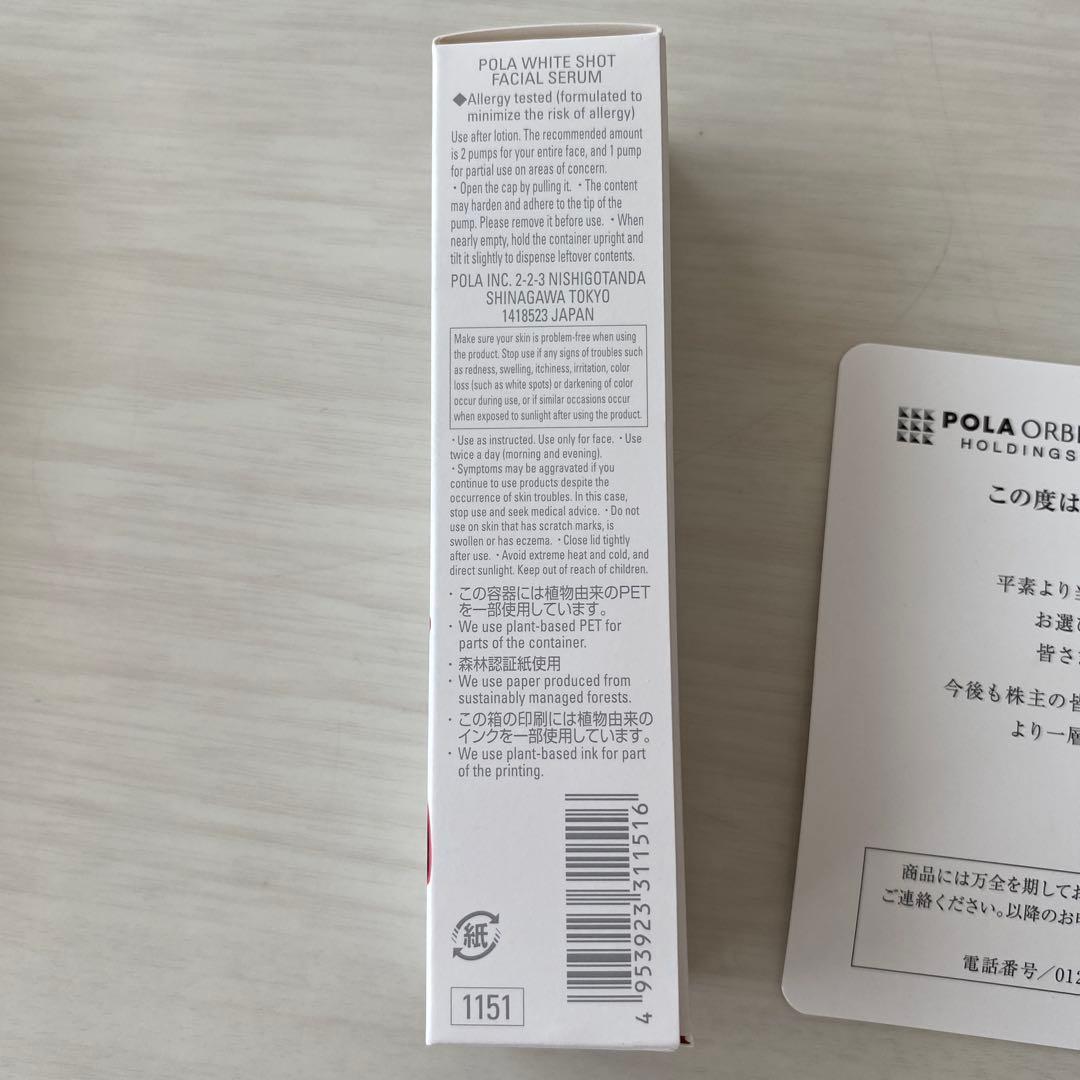 POLA WHITE SHOT
FACIAL SERUM
◆Allergy tested (formulated to
minimize the risk of allergy)
Use after lotion. The recommended amount
is 2 pumps for your entire face, and 1 pump
for partial use on areas of concern.
・Open the cap by pulling it. ・The content
may harden and adhere to the tip of the
pump. Please remove it before use. ・When
nearly empty, hold the container upright and
tilt it slightly to dispense leftover contents.
POLA INC. 2-2-3 NISHIGOTANDA
SHINAGAWA TOKYO
1418523 JAPAN
Make sure your skin is problem-free when using
the product. Stop use if any signs of troubles such
as redness, swelling, itchiness, irritation, color
loss (such as white spots) or darkening of color
occur during use, or if similar occasions occur
when exposed to sunlight after using the product.
・Use as instructed. Use only for face. ・Use
twice a day (morning and evening).
・Symptoms may be aggravated if you
continue to use products despite the
occurrence of skin troubles. In this case,
stop use and seek medical advice. ・Do not
use on skin that has scratch marks, is
swollen or has eczema. ・Close lid tightly
after use. ・Avoid extreme heat and cold, and
direct sunlight. Keep out of reach of children.
・この容器には植物由来のPET
を一部使用しています。
・We use plant-based PET for
parts of the container.
・森林認証紙使用
・We use paper produced from
sustainably managed forests.
・この箱の印刷には植物由来の
インクを一部使用しています。
・We use plant-based ink for part
of the printing.
紙
1151
4 953923 311516
POLA ORB
HOLDINGS
この度は
平素より
お選び
皆さ
今後も株主の皆
より一層
商品には万全を期してお
ご連絡ください。以降のお申
電話番号/012